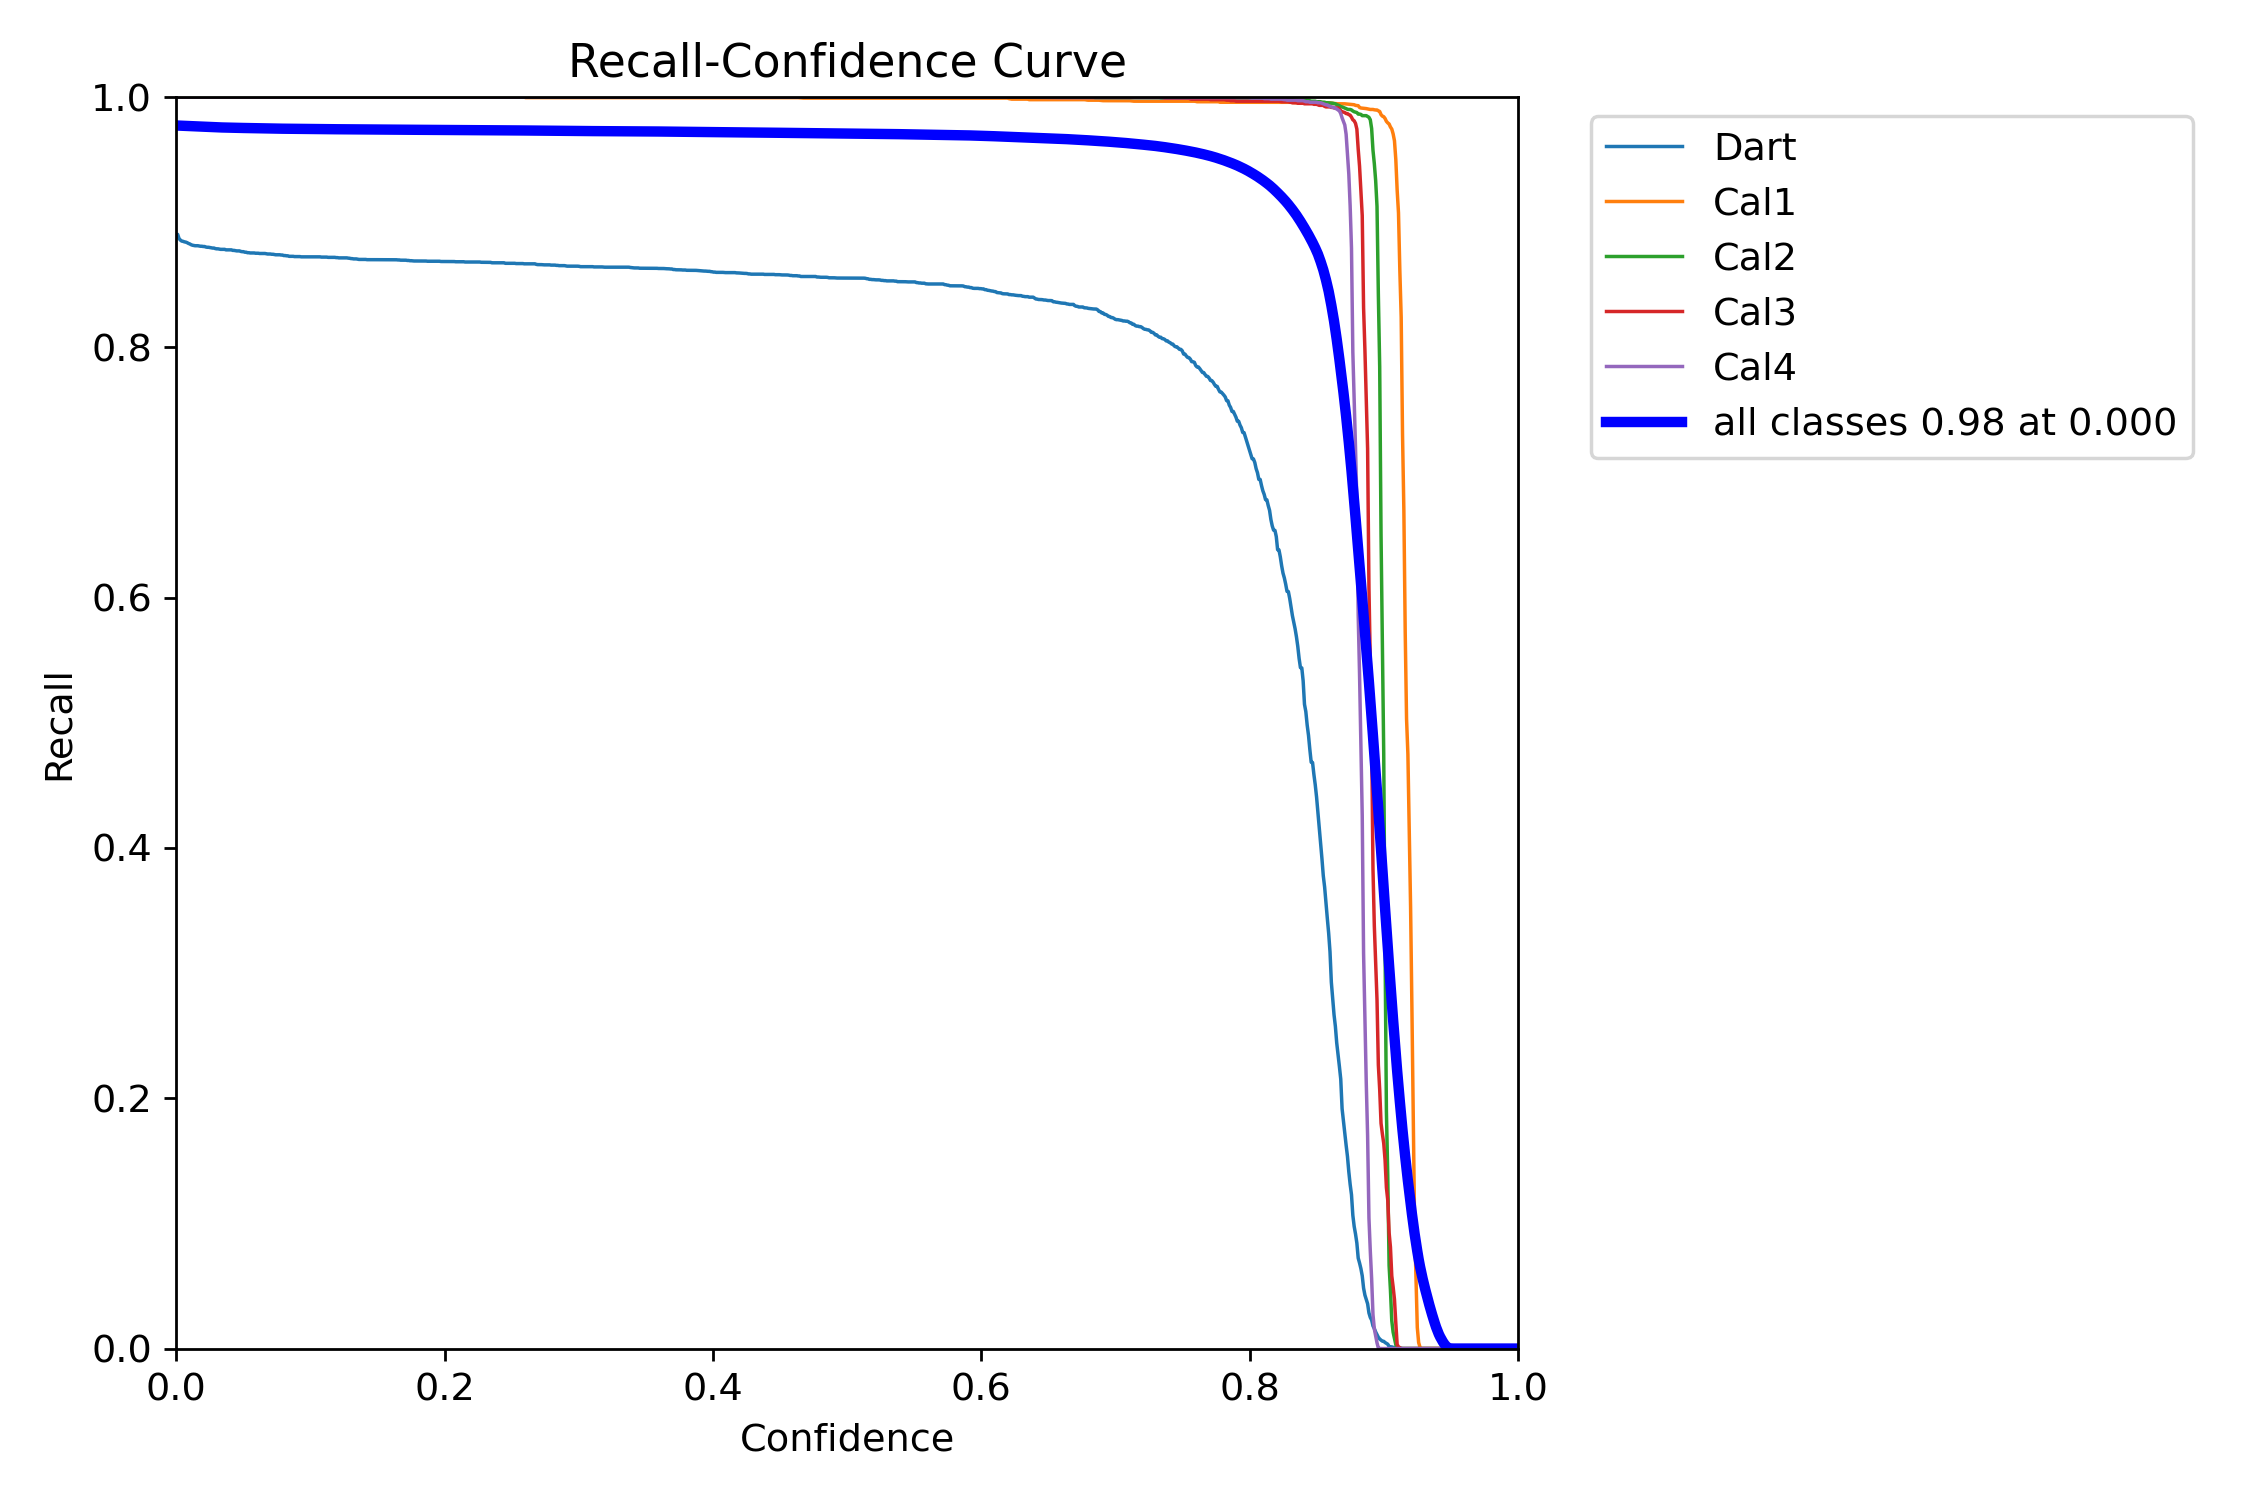 Recall-Confidence Curve
1.0
0.8
0.6
0.4
0.2
0.0
Recall
0.0 0.2 0.4 0.6 0.8 1.0
Confidence
Dart
Cal1
Cal2
Cal3
Cal4
all classes 0.98 at 0.000